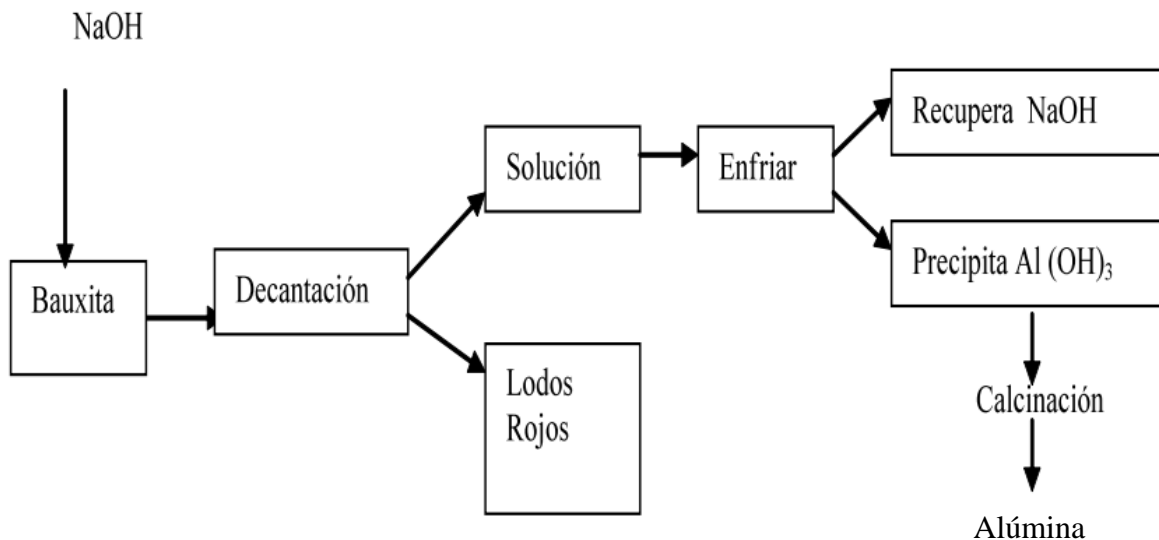 NaOH
Bauxita
Decantación
Solución
Lodos
Rojos
Enfriar
Recupera NaOH
Precipita Al (OH)₃
Calcinación
Alúmina